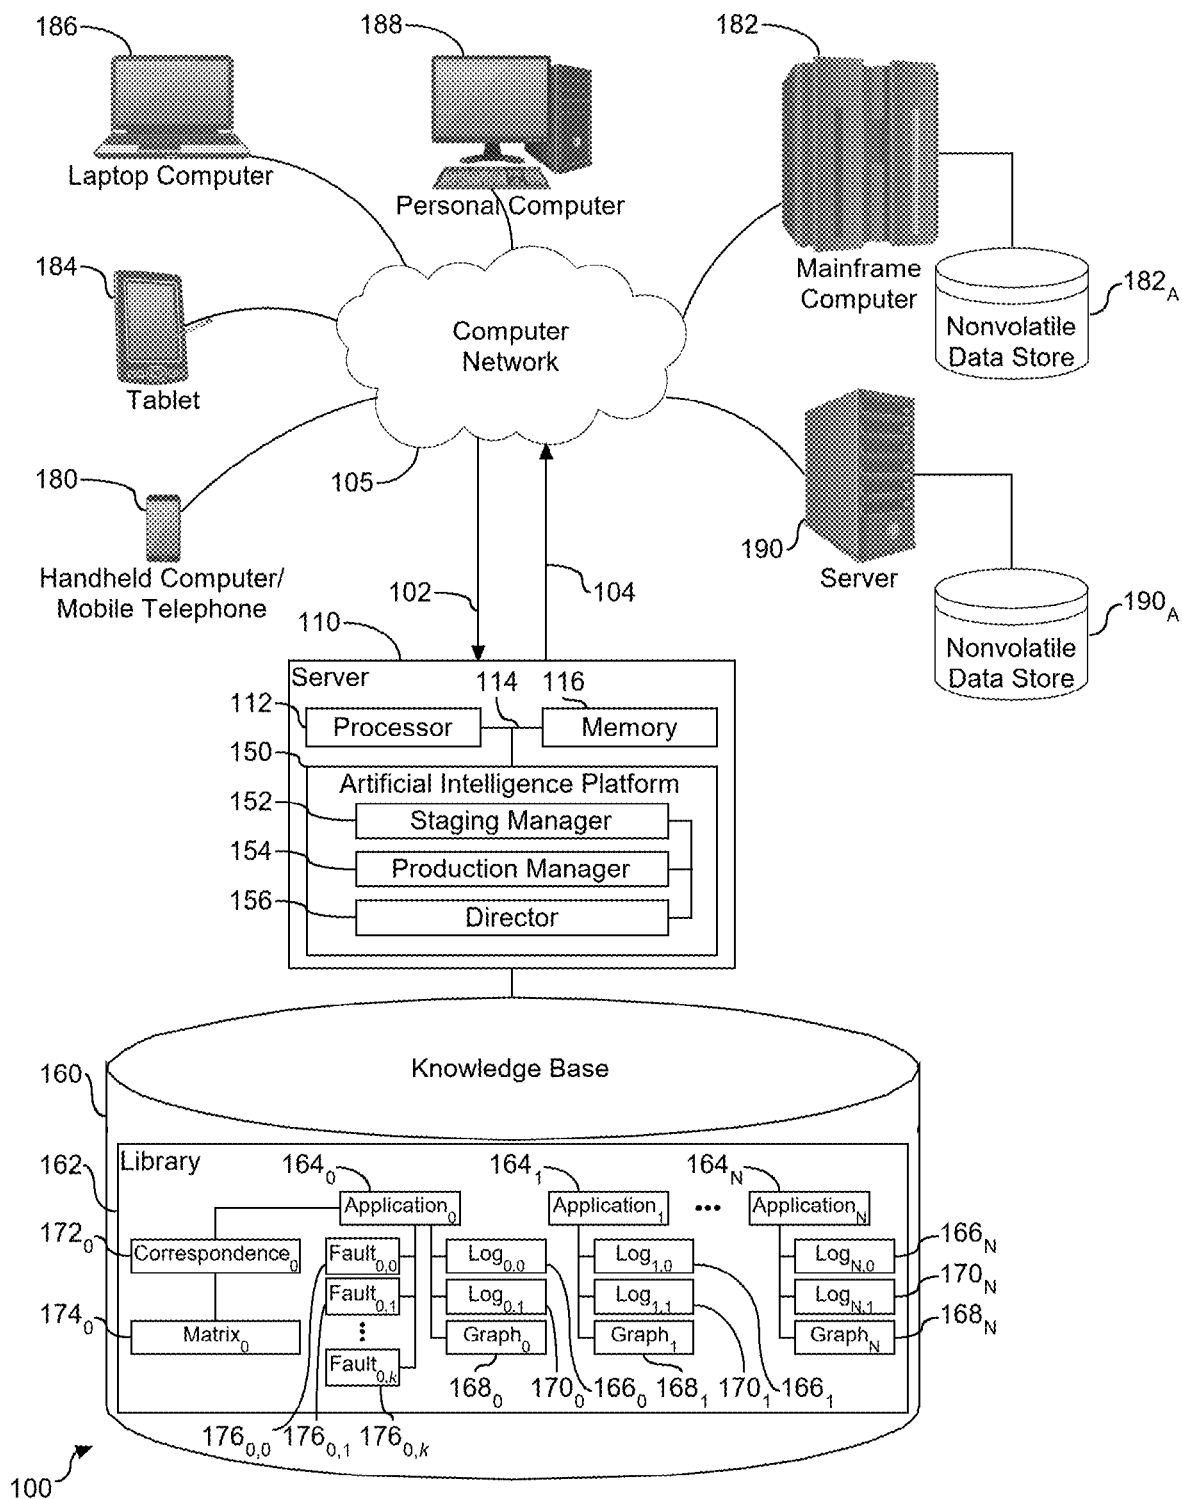 186
188
182
Laptop Computer
Personal Computer
Mainframe
Computer
184
182A
Computer
Network
Nonvolatile
Data Store
Tablet
180
105
190
Handheld Computer/
Mobile Telephone
Server
102
104
190A
110
Nonvolatile
Data Store
Server
114
116
112
Processor
Memory
150
Artificial Intelligence Platform
152
Staging Manager
154
Production Manager
156
Director
Knowledge Base
160
162
Library
1640
1641
164N
Application0
Application1
•••
ApplicationN
1720
Correspondence0
Fault0,0
Log0,0
Log1,0
LogN,0
166N
Fault0,1
Log0,1
Log1,1
LogN,1
170N
1740
Matrix0
Graph0
Graph1
GraphN
168N
Fault0,k
1680
1700
1660
1681
1701
1661
1760,0
1760,1
1760,k
100